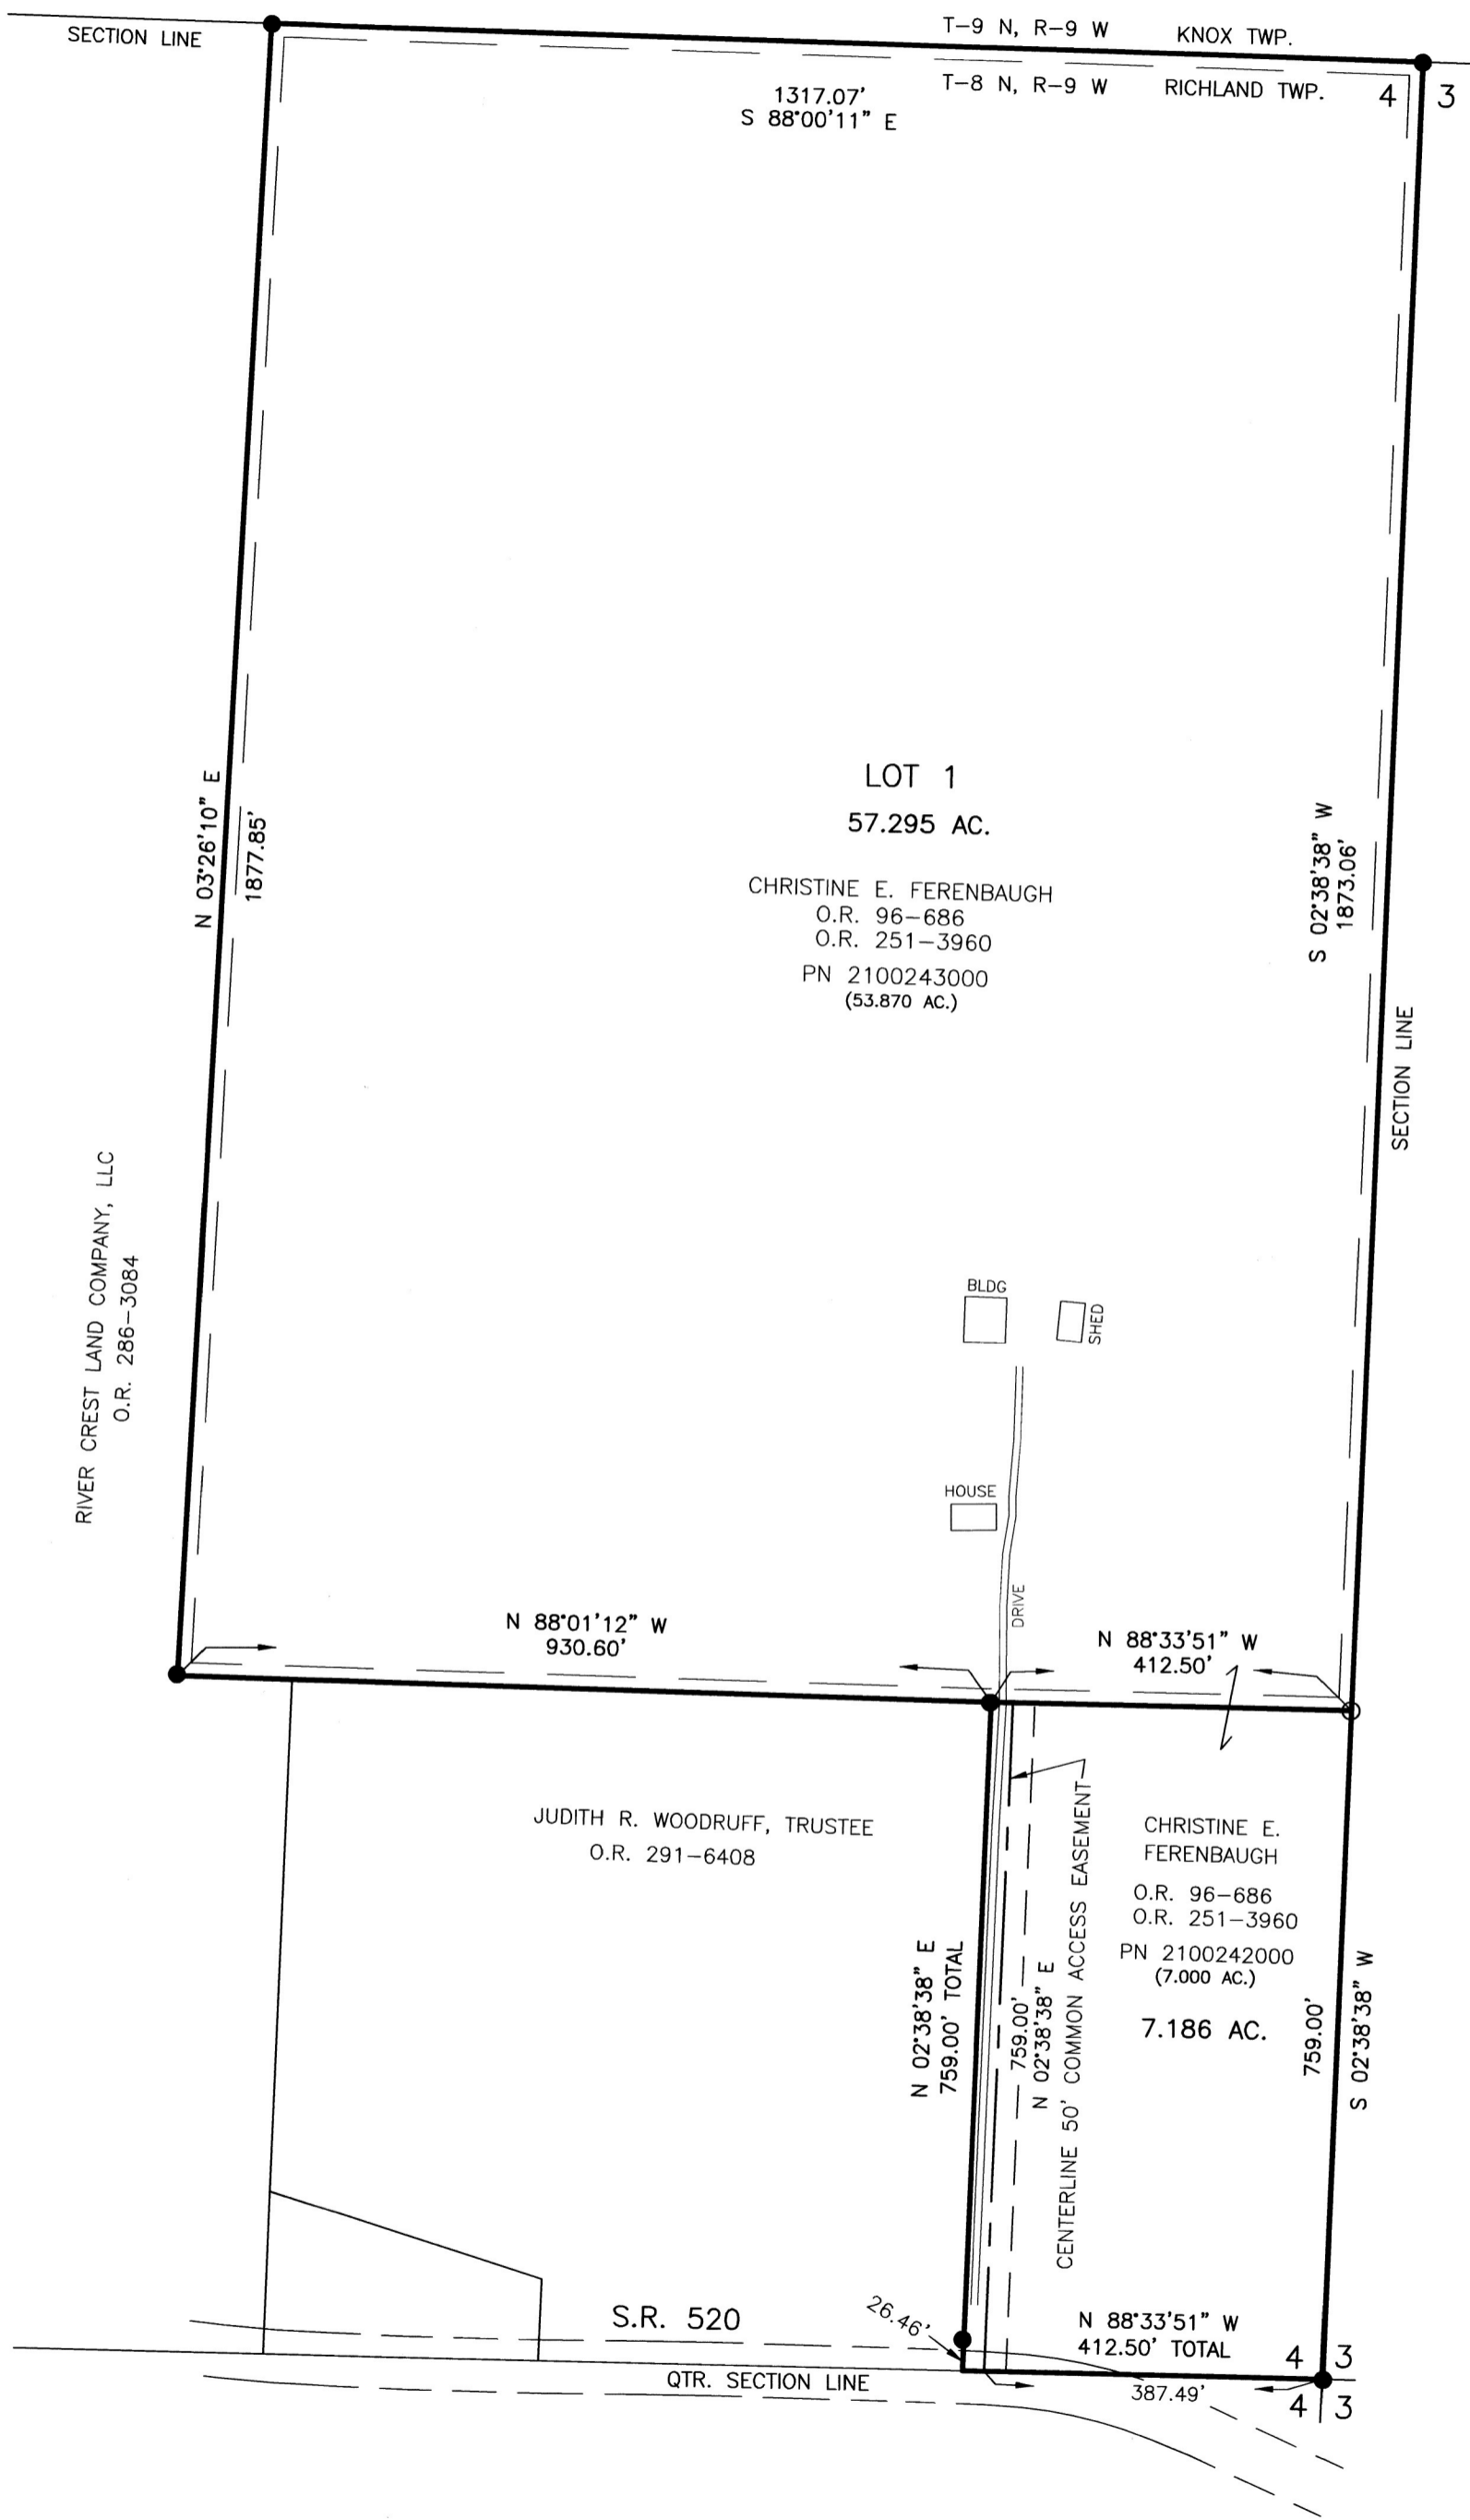 SECTION LINE
T-9 N, R-9 W KNOX TWP.
T-8 N, R-9 W RICHLAND TWP.
4 3
1317.07'
S 88°00'11" E
N 03°26'10" E
1877.85'
LOT 1
57.295 AC.
CHRISTINE E. FERENBAUGH
O.R. 96-686
O.R. 251-3960
PN 2100243000
(53.870 AC.)
S 02°38'38" W
1873.06'
SECTION LINE
RIVER CREST LAND COMPANY, LLC
O.R. 286-3084
BLDG
SHED
HOUSE
DRIVE
N 88°01'12" W
930.60'
N 88°33'51" W
412.50'
JUDITH R. WOODRUFF, TRUSTEE
O.R. 291-6408
N 02°38'38" E
759.00' TOTAL
759.00'
N 02°38'38" E
CENTERLINE 50' COMMON ACCESS EASEMENT
CHRISTINE E.
FERENBAUGH
O.R. 96-686
O.R. 251-3960
PN 2100242000
(7.000 AC.)
7.186 AC.
759.00'
S 02°38'38" W
S.R. 520
26.46'
N 88°33'51" W
412.50' TOTAL
4 3
QTR. SECTION LINE
387.49'
4 3